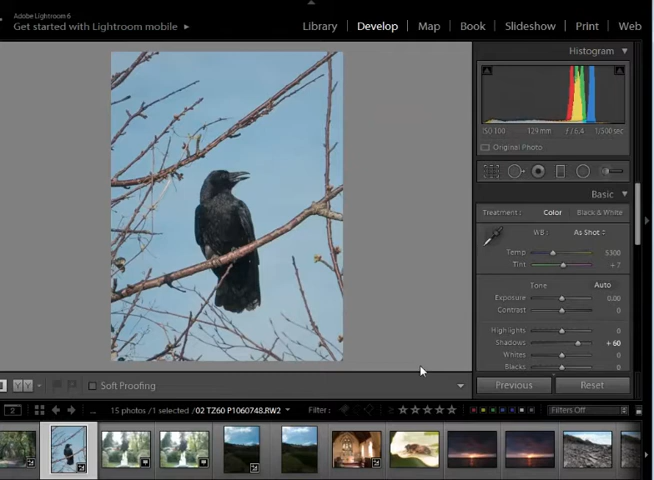 Adobe Lightroom 6
Get started with Lightroom mobile
Library | Develop | Map | Book | Slideshow | Print | Web
Histogram
ISO 100 129 mm f / 6.4 1/500 sec
Original Photo
Basic
Treatment : Color Black & White
WB : As Shot
Temp 5300
Tint + 7
Tone Auto
Exposure 0.00
Contrast 0
Highlights 0
Shadows + 60
Whites 0
Blacks 0
Soft Proofing
Previous Reset
2 15 photos / 1 selected / 02 TZ60 P1060748.RW2 Filter : Filters Off